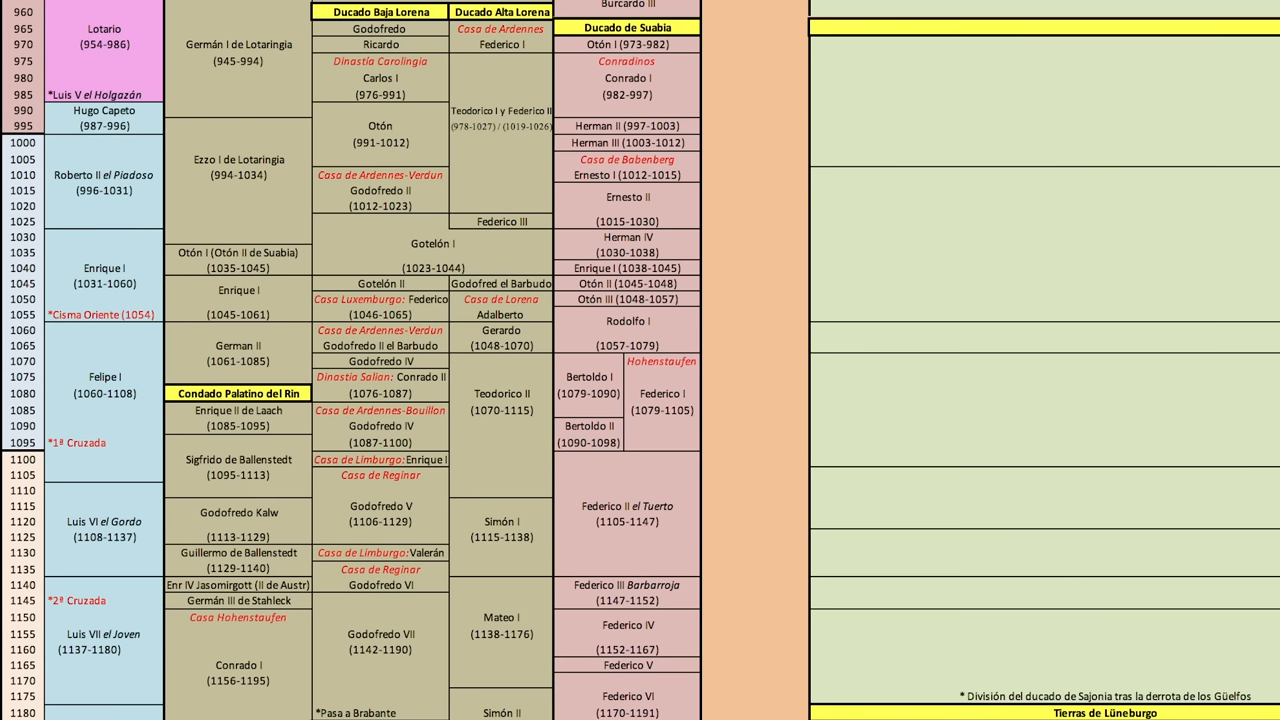 960
965
970
975
980
985
990
995
1000
1005
1010
1015
1020
1025
1030
1035
1040
1045
1050
1055
1060
1065
1070
1075
1080
1085
1090
1095
1100
1105
1110
1115
1120
1125
1130
1135
1140
1145
1150
1155
1160
1165
1170
1175
1180
Lotario
(954-986)
*Luis V el Holgazán
Hugo Capeto
(987-996)
Roberto II el Piadoso
(996-1031)
Enrique I
(1031-1060)
*Cisma Oriente (1054)
Felipe I
(1060-1108)
*1ª Cruzada
Luis VI el Gordo
(1108-1137)
*2ª Cruzada
Luis VII el Joven
(1137-1180)
Germán I de Lotaringia
(945-994)
Ezzo I de Lotaringia
(994-1034)
Otón I (Otón II de Suabia)
(1035-1045)
Enrique I
(1045-1061)
German II
(1061-1085)
Condado Palatino del Rin
Enrique II de Laach
(1085-1095)
Sigfrido de Ballenstedt
(1095-1113)
Godofredo Kalw
(1113-1129)
Guillermo de Ballenstedt
(1129-1140)
Enr IV Jasomirgott (II de Austr)
Germán III de Stahleck
Casa Hohenstaufen
Conrado I
(1156-1195)
Ducado Baja Lorena
Godofredo
Ricardo
Dinastía Carolingia
Carlos I
(976-991)
Otón
(991-1012)
Casa de Ardennes-Verdun
Godofredo II
(1012-1023)
Gotelón I
(1023-1044)
Gotelón II
Casa Luxemburgo: Federico
(1046-1065)
Casa de Ardennes-Verdun
Godofredo II el Barbudo
Godofredo IV
Dinastia Salian: Conrado II
(1076-1087)
Casa de Ardennes-Bouillon
Godofredo IV
(1087-1100)
Casa de Limburgo: Enrique I
Casa de Reginar
Godofredo V
(1106-1129)
Casa de Limburgo: Valerán
Casa de Reginar
Godofredo VI
Godofredo VII
(1142-1190)
*Pasa a Brabante
Ducado Alta Lorena
Casa de Ardennes
Federico I
Teodorico I y Federico II
(978-1027) / (1019-1026)
Federico III
Godofred el Barbudo
Casa de Lorena
Adalberto
Gerardo
(1048-1070)
Teodorico II
(1070-1115)
Simón I
(1115-1138)
Mateo I
(1138-1176)
Simón II
Burcardo III
Ducado de Suabia
Otón I (973-982)
Conradinos
Conrado I
(982-997)
Herman II (997-1003)
Herman III (1003-1012)
Casa de Babenberg
Ernesto I (1012-1015)
Ernesto II
(1015-1030)
Herman IV
(1030-1038)
Enrique I (1038-1045)
Otón II (1045-1048)
Otón III (1048-1057)
Rodolfo I
(1057-1079)
Bertoldo I
(1079-1090)
Bertoldo II
(1090-1098)
Hohenstaufen
Federico I
(1079-1105)
Federico II el Tuerto
(1105-1147)
Federico III Barbarroja
(1147-1152)
Federico IV
(1152-1167)
Federico V
Federico VI
(1170-1191)
* División del ducado de Sajonia tras la derrota de los Güelfos
Tierras de Lüneburgo